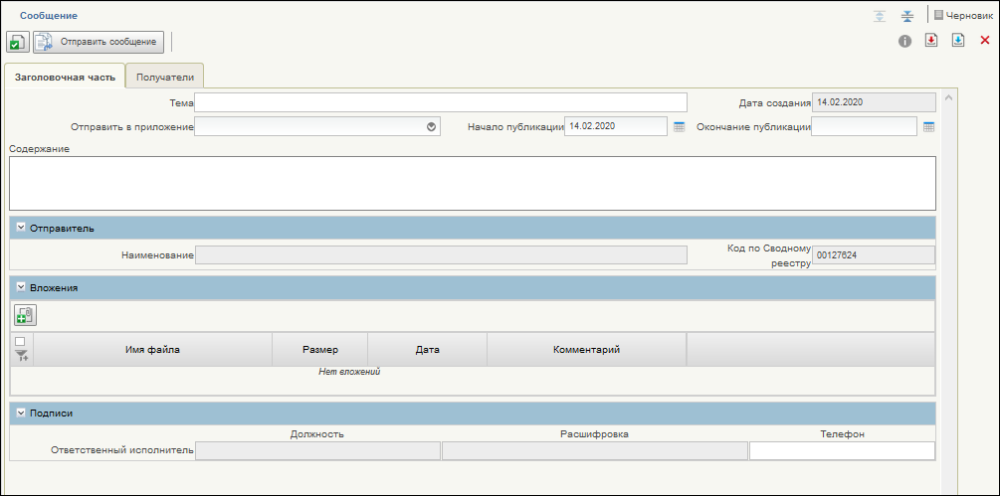 Сообщение
Черновик
Отправить сообщение
Заголовочная часть Получатели
Тема Дата создания 14.02.2020
Отправить в приложение Начало публикации 14.02.2020 Окончание публикации
Содержание
Отправитель
Наименование Код по Сводному реестру 00127624
Вложения
Имя файла Размер Дата Комментарий
Нет вложений
Подписи
Должность Расшифровка Телефон
Ответственный исполнитель